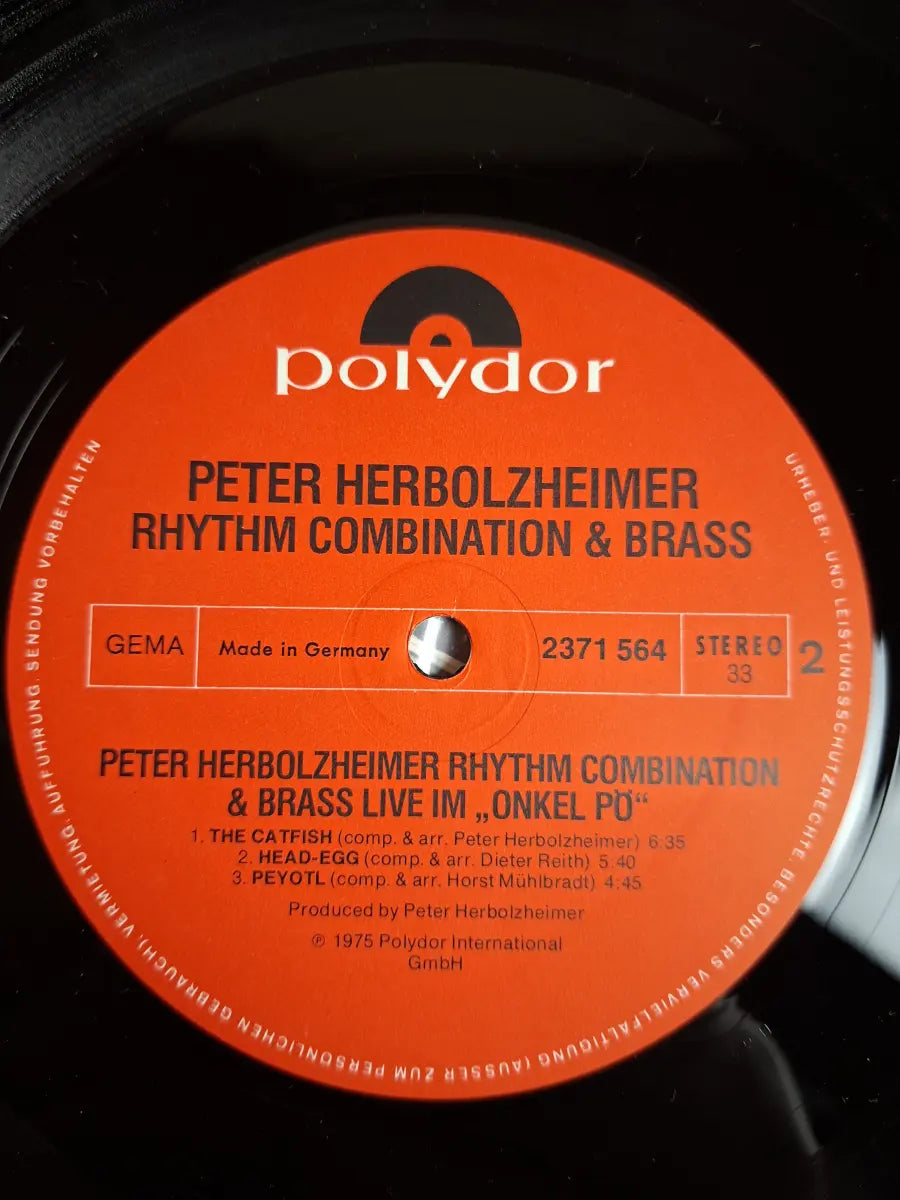 polydor
PETER HERBOLZHEIMER
RHYTHM COMBINATION & BRASS
GEMA
Made in Germany
2371 564
STEREO
33
2
PETER HERBOLZHEIMER RHYTHM COMBINATION
& BRASS LIVE IM „ONKEL PÖ“
1. THE CATFISH (comp. & arr. Peter Herbolzheimer) 6:35
2. HEAD-EGG (comp. & arr. Dieter Reith) 5:40
3. PEYOTL (comp. & arr. Horst Mühlbradt) 4:45
Produced by Peter Herbolzheimer
℗ 1975 Polydor International
GmbH
URHEBER- UND LEISTUNGSSCHUTZRECHTE, BESONDERS VERVIELFÄLTIGUNG (AUSSER ZUM PERSÖNLICHEN GEBRAUCH), VERMIETUNG, AUFFÜHRUNG, SENDUNG VORBEHALTEN